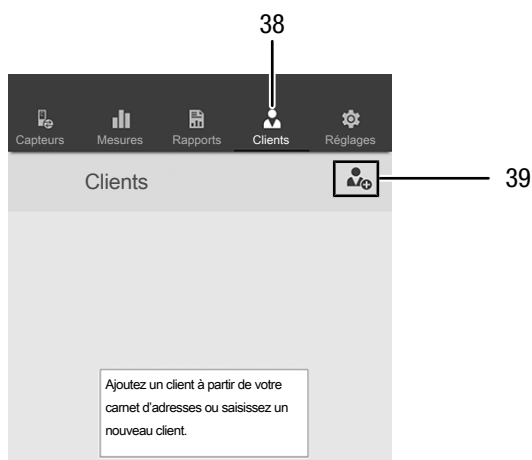 38
Capteurs Mesures Rapports Clients Réglages
Clients
39
Ajoutez un client à partir de votre
carnet d'adresses ou saisissez un
nouveau client.